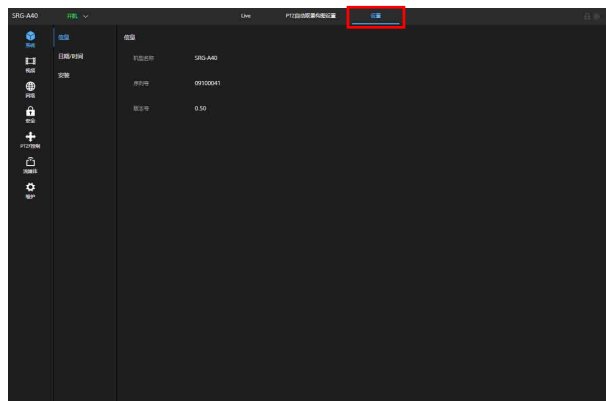 SRG-A40 开机 Live PTZ自动取景构图设置 设置
系统
视频
网络
安全
PTZF控制
流媒体
维护
信息
日期/时间
安装
信息
机型名称 SRG-A40
序列号 09100041
版本号 0.50